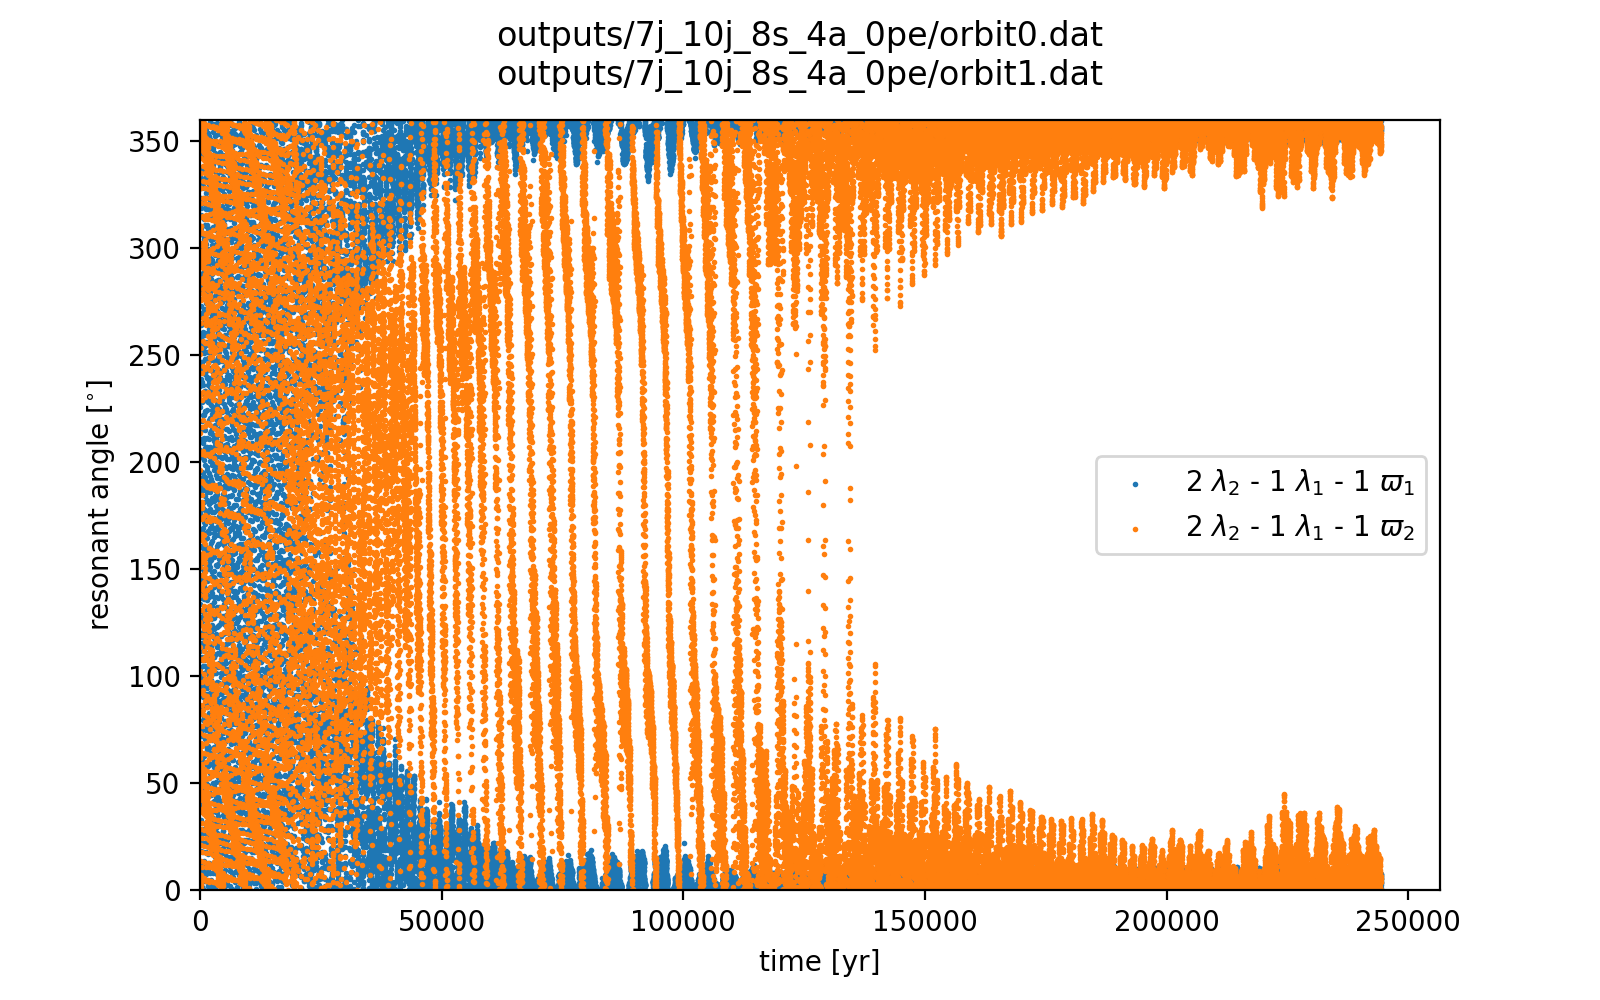 outputs/7j_10j_8s_4a_0pe/orbit0.dat
outputs/7j_10j_8s_4a_0pe/orbit1.dat
350
300
250
200
150
100
50
0
resonant angle [°]
2 λ₂ - 1 λ₁ - 1 ϖ₁
2 λ₂ - 1 λ₁ - 1 ϖ₂
0 50000 100000 150000 200000 250000
time [yr]